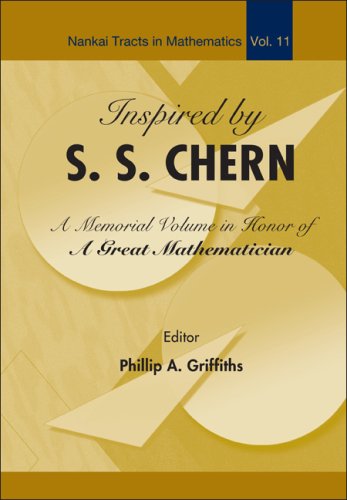 Nankai Tracts in Mathematics Vol. 11
Inspired by
S. S. CHERN
A Memorial Volume in Honor of
A Great Mathematician
Editor
Phillip A. Griffiths